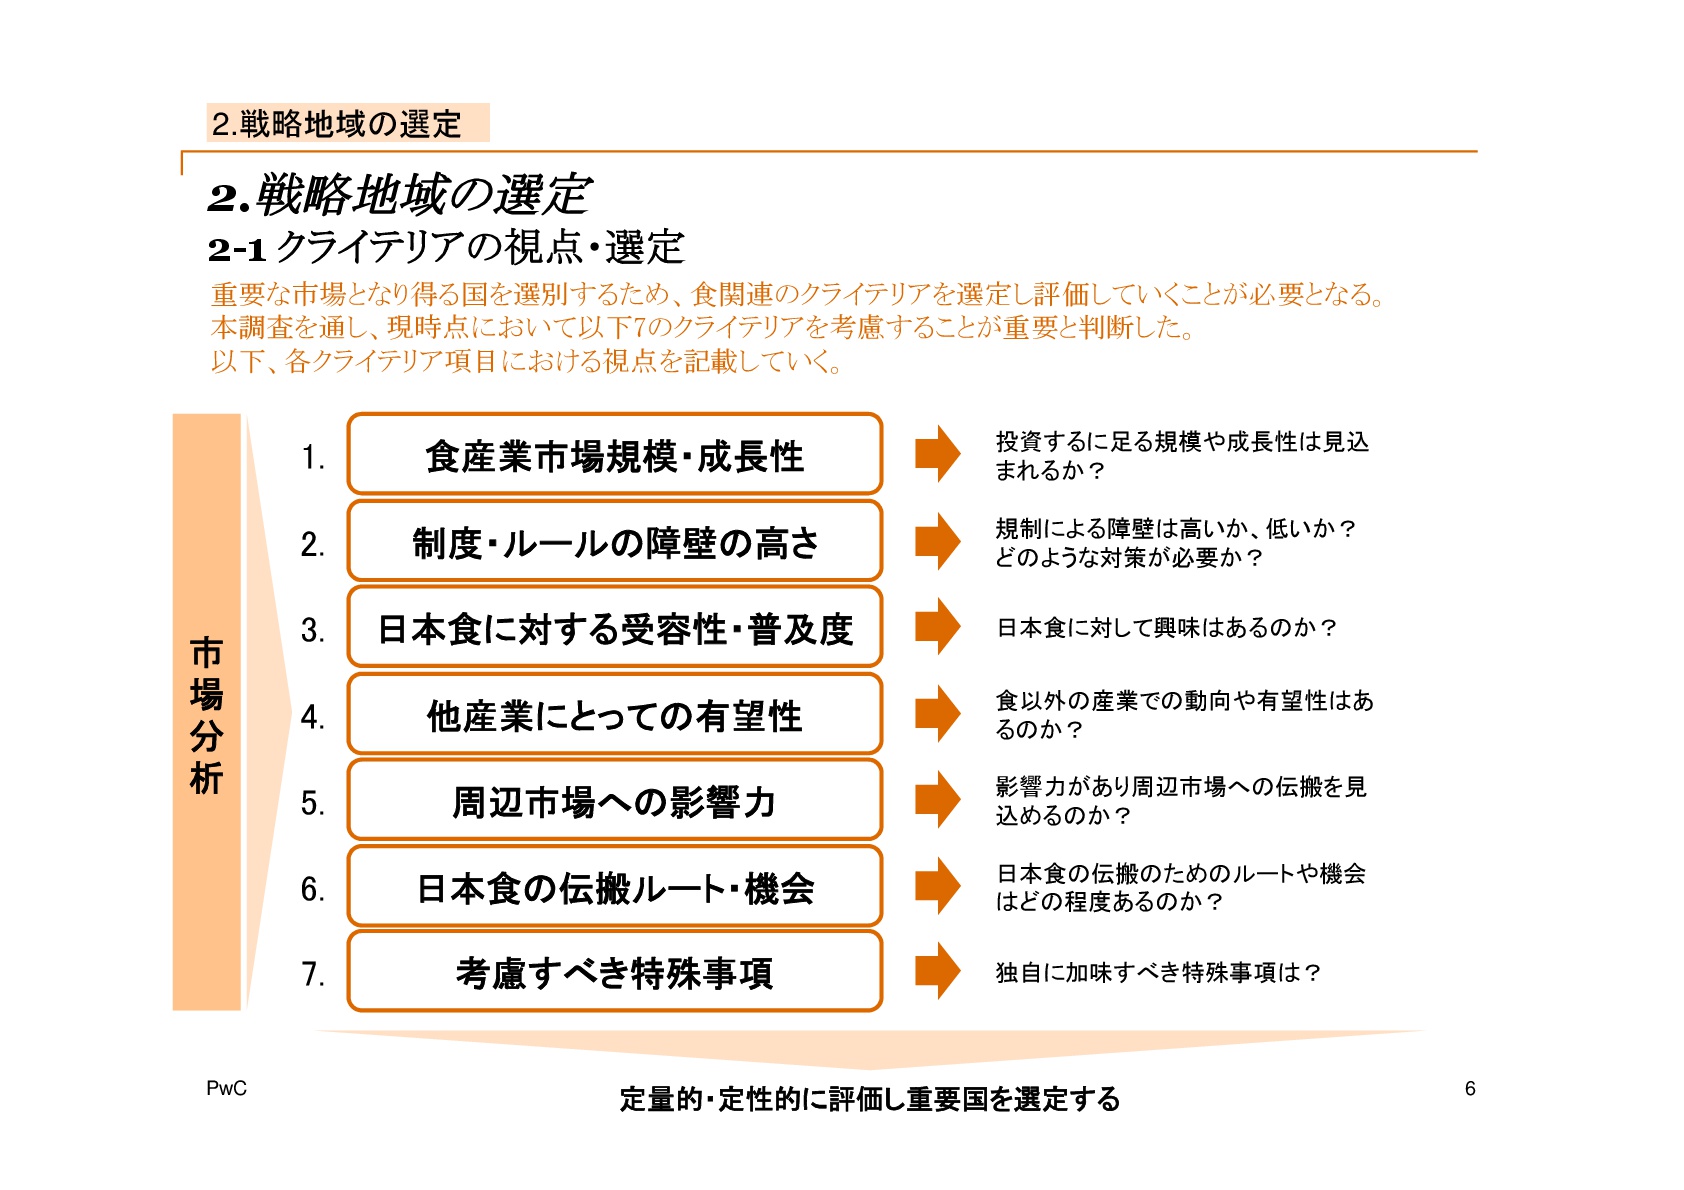 2.戦略地域の選定
2.戦略地域の選定
2-1 クライテリアの視点・選定
重要な市場となり得る国を選別するため、食関連のクライテリアを選定し評価していくことが必要となる。
本調査を通し、現時点において以下7のクライテリアを考慮することが重要と判断した。
以下、各クライテリア項目における視点を記載していく。
市場分析
1. 食産業市場規模・成長性
投資するに足る規模や成長性は見込
まれるか？
2. 制度・ルールの障壁の高さ
規制による障壁は高いか、低いか？
どのような対策が必要か？
3. 日本食に対する受容性・普及度
日本食に対して興味はあるのか？
4. 他産業にとっての有望性
食以外の産業での動向や有望性はあ
るのか？
5. 周辺市場への影響力
影響力があり周辺市場への伝搬を見
込めるのか？
6. 日本食の伝搬ルート・機会
日本食の伝搬のためのルートや機会
はどの程度あるのか？
7. 考慮すべき特殊事項
独自に加味すべき特殊事項は？
定量的・定性的に評価し重要国を選定する
PwC
6